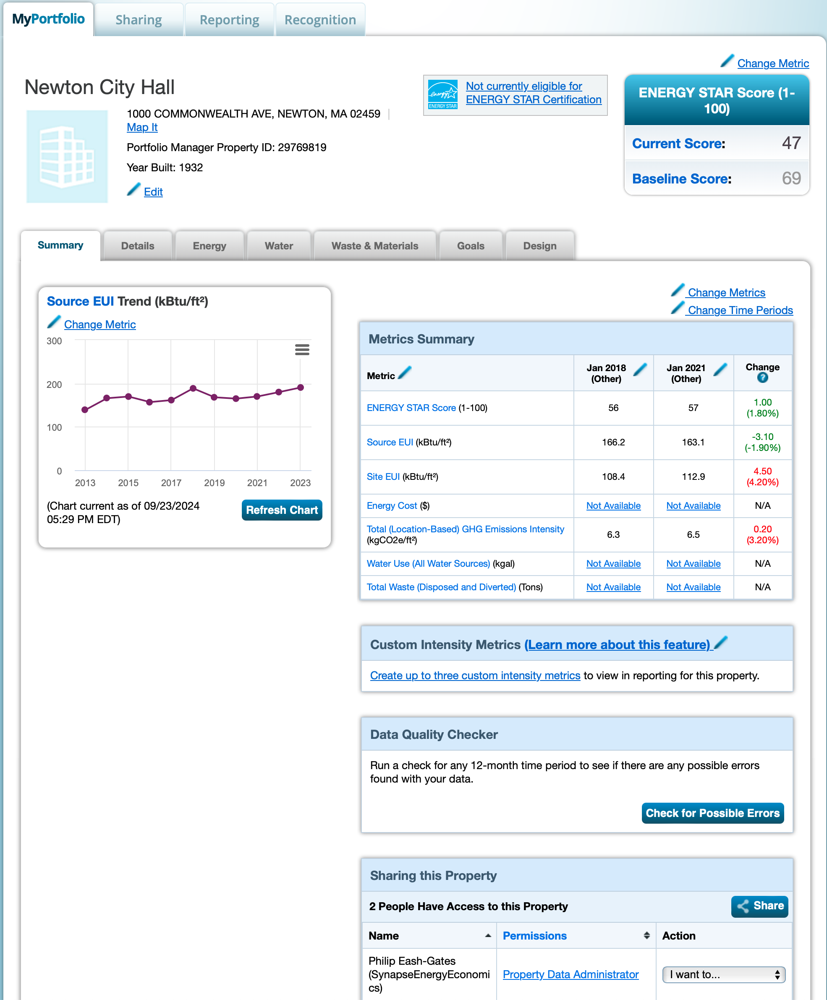 MyPortfolio
Sharing
Reporting
Recognition
Change Metric
Newton City Hall
1000 COMMONWEALTH AVE, NEWTON, MA 02459 |
Map It
Portfolio Manager Property ID: 29769819
Year Built: 1932
Edit
energy
ENERGY STAR
Not currently eligible for
ENERGY STAR Certification
ENERGY STAR Score (1-
100)
Current Score: 47
Baseline Score: 69
Summary
Details
Energy
Water
Waste & Materials
Goals
Design
Source EUI Trend (kBtu/ft²)
Change Metric
300
200
100
0
2013 2015 2017 2019 2021 2023
(Chart current as of 09/23/2024
05:29 PM EDT)
Refresh Chart
Change Metrics
Change Time Periods
Metrics Summary
Metric
Jan 2018
(Other)
Jan 2021
(Other)
Change
?
ENERGY STAR Score (1-100) 56 57 1.00
(1.80%)
Source EUI (kBtu/ft²) 166.2 163.1 -3.10
(-1.90%)
Site EUI (kBtu/ft²) 108.4 112.9 4.50
(4.20%)
Energy Cost ($) Not Available Not Available N/A
Total (Location-Based) GHG Emissions Intensity
(kgCO2e/ft²) 6.3 6.5 0.20
(3.20%)
Water Use (All Water Sources) (kgal) Not Available Not Available N/A
Total Waste (Disposed and Diverted) (Tons) Not Available Not Available N/A
Custom Intensity Metrics (Learn more about this feature)
Create up to three custom intensity metrics to view in reporting for this property.
Data Quality Checker
Run a check for any 12-month time period to see if there are any possible errors
found with your data.
Check for Possible Errors
Sharing this Property
2 People Have Access to this Property
Share
Name Permissions Action
Philip Eash-Gates
(SynapseEnergyEconomi
cs)
Property Data Administrator
I want to...